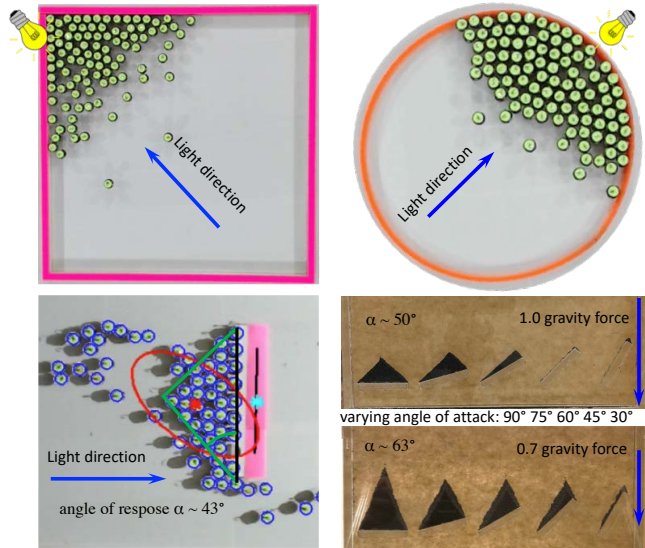 Light direction
Light direction
Light direction
angle of respose α ~ 43°
α ~ 50°
1.0 gravity force
varying angle of attack: 90° 75° 60° 45° 30°
α ~ 63°
0.7 gravity force